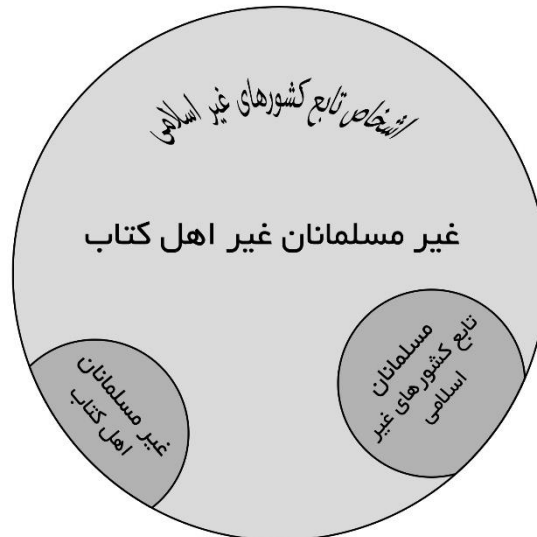 اشخاص تابع کشورهای غیر اسلامی
غیر مسلمانان غیر اهل کتاب
مسلمانان
تابع کشورهای غیر
اسلامی
غیر مسلمانان
اهل کتاب